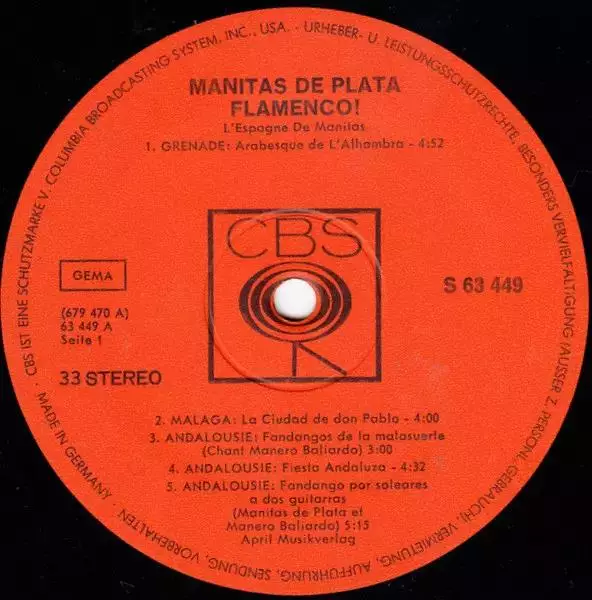 CBS IST EINE SCHUTZMARKE V. COLUMBIA BROADCASTING SYSTEM, INC., USA. - URHEBER- U. LEISTUNGSSCHUTZRECHTE, BESONDERS VERVIELFÄLTIGUNG (AUSSER Z. PERSÖNL. GEBRAUCH), VERMIETUNG, AUFFÜHRUNG, SENDUNG, VORBEHALTEN · MADE IN GERMANY ·
MANITAS DE PLATA
FLAMENCO!
L'Espagne De Manitas
1. GRENADE: Arabesque de L'Alhambra - 4:52
CBS
GEMA
S 63 449
(679 470 A)
63 449 A
Seite 1
33 STEREO
2. MALAGA: La Ciudad de don Pablo - 4:00
3. ANDALOUSIE: Fandangos de la malasuerle
(Chant Manero Baliardo) 3:00
4. ANDALOUSIE: Fiesta Andaluza - 4:32
5. ANDALOUSIE: Fandango por soleares
a dos guitarras
(Manitas de Plata et
Manero Baliardo) 5:15
April Musikverlag